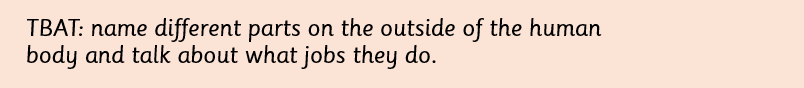 TBAT: name different parts on the outside of the human
body and talk about what jobs they do.